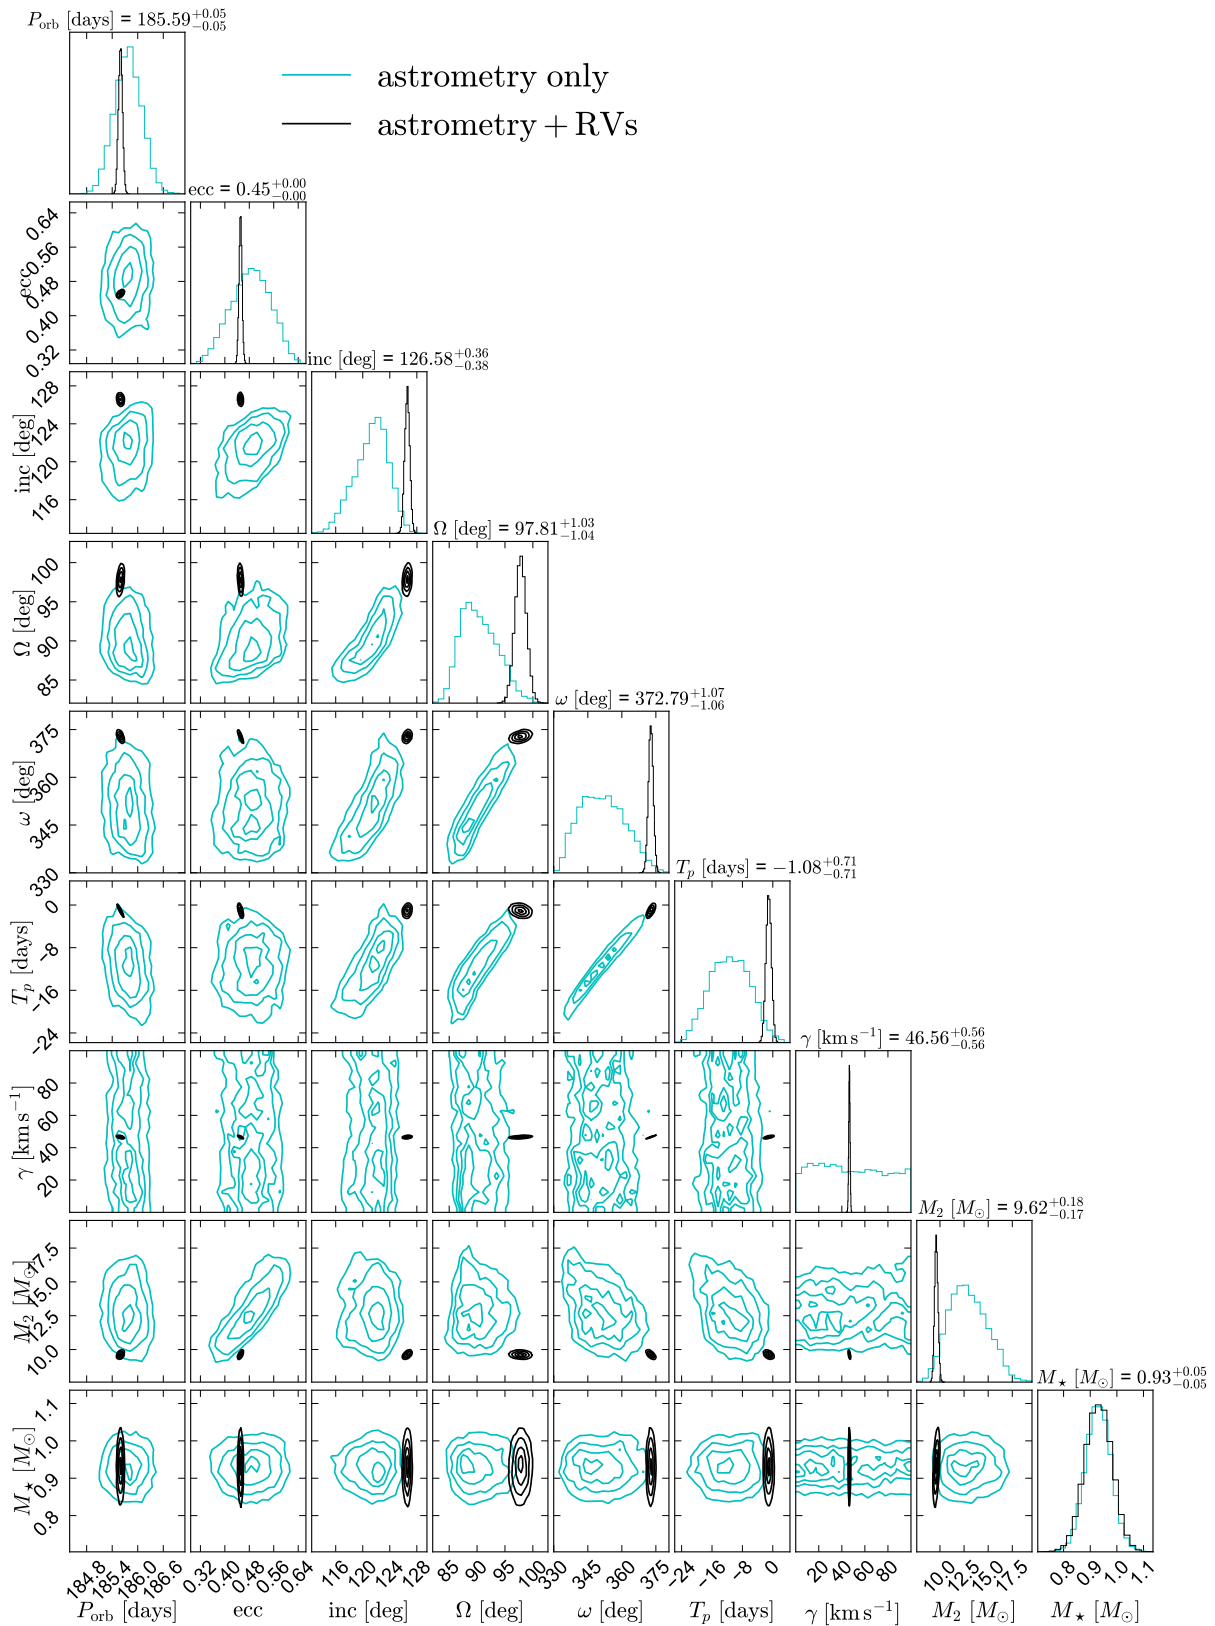 P_orb [days] = 185.59^{+0.05}_{−0.05}
astrometry only
astrometry + RVs
ecc = 0.45^{+0.00}_{−0.00}
0.64
0.56
0.48
0.40
0.32
ecc
inc [deg] = 126.58^{+0.36}_{−0.38}
128
124
120
116
inc [deg]
Ω [deg] = 97.81^{+1.03}_{−1.04}
100
95
90
85
Ω [deg]
ω [deg] = 372.79^{+1.07}_{−1.06}
375
360
345
330
ω [deg]
T_p [days] = −1.08^{+0.71}_{−0.71}
0
−8
−16
−24
T_p [days]
γ [km s⁻¹] = 46.56^{+0.56}_{−0.56}
80
60
40
20
γ [km s⁻¹]
M_2 [M_⊙] = 9.62^{+0.18}_{−0.17}
17.5
15.0
12.5
10.0
M_2 [M_⊙]
M_⋆ [M_⊙] = 0.93^{+0.05}_{−0.05}
1.1
1.0
0.9
0.8
M_⋆ [M_⊙]
184.8 185.4 186.0 186.6 0.32 0.40 0.48 0.56 0.64 116 120 124 128 85 90 95 100 330 345 360 375 −24 −16 −8 0 20 40 60 80 10.0 12.5 15.0 17.5 0.8 0.9 1.0 1.1
P_orb [days] ecc inc [deg] Ω [deg] ω [deg] T_p [days] γ [km s⁻¹] M_2 [M_⊙] M_⋆ [M_⊙]